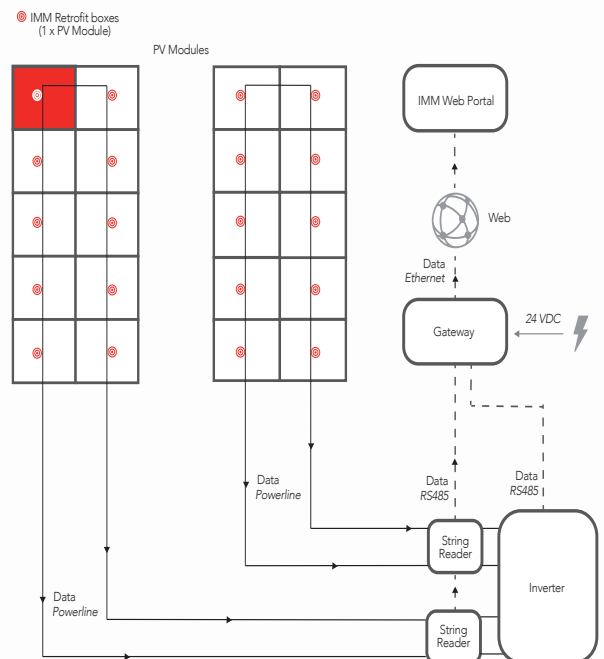 IMM Retrofit boxes
(1 x PV Module)
PV Modules
IMM Web Portal
Web
Data
Ethernet
24 VDC
Gateway
Data
Powerline
Data
RS485
Data
RS485
String
Reader
Inverter
Data
Powerline
String
Reader